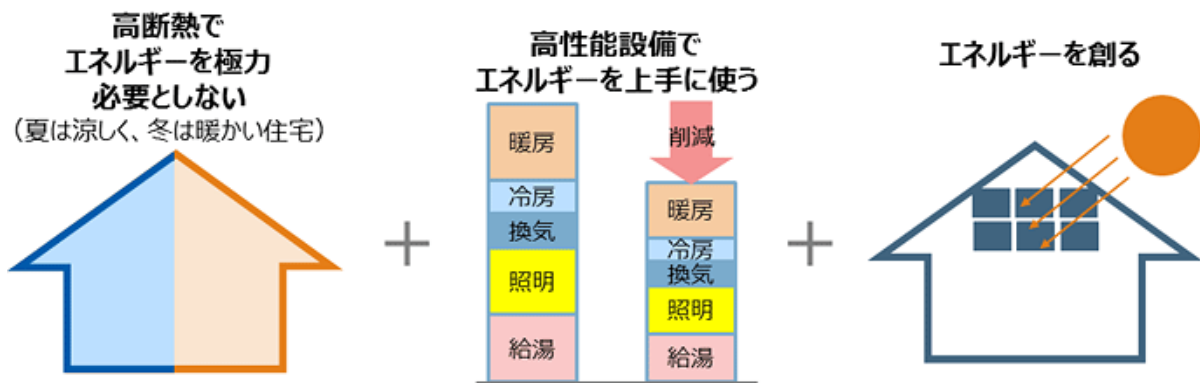 高断熱で
エネルギーを極力
必要としない
（夏は涼しく、冬は暖かい住宅）
高性能設備で
エネルギーを上手に使う
暖房
冷房
換気
照明
給湯
削減
暖房
冷房
換気
照明
給湯
エネルギーを創る